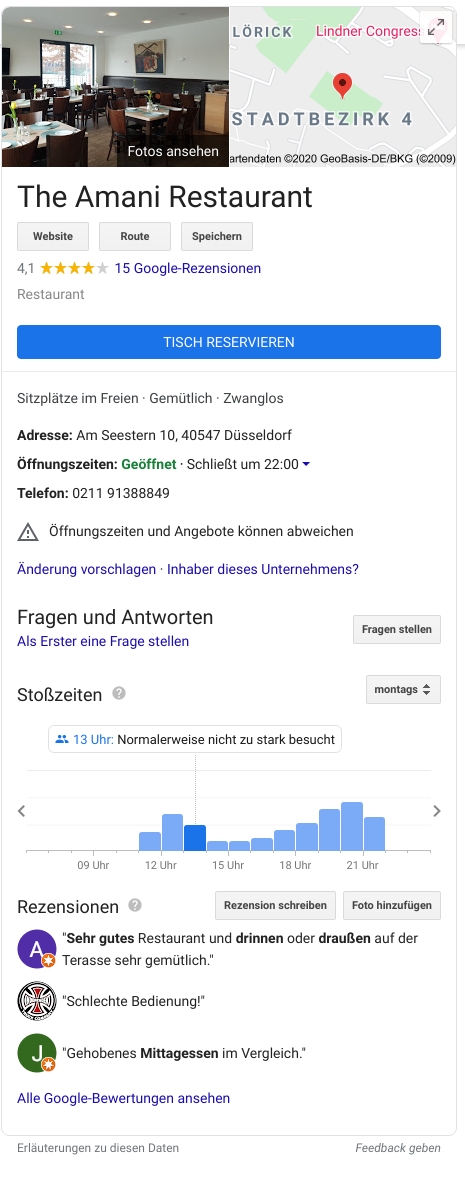 LÖRICK
Lindner Congress
STADTBEZIRK 4
Fotos ansehen
artendaten ©2020 GeoBasis-DE/BKG (©2009)
The Amani Restaurant
Website Route Speichern
4,1 15 Google-Rezensionen
Restaurant
TISCH RESERVIEREN
Sitzplätze im Freien · Gemütlich · Zwanglos
Adresse: Am Seestern 10, 40547 Düsseldorf
Öffnungszeiten: Geöffnet · Schließt um 22:00
Telefon: 0211 91388849
Öffnungszeiten und Angebote können abweichen
Änderung vorschlagen · Inhaber dieses Unternehmens?
Fragen und Antworten
Fragen stellen
Als Erster eine Frage stellen
Stoßzeiten ?
montags
13 Uhr: Normalerweise nicht zu stark besucht
09 Uhr 12 Uhr 15 Uhr 18 Uhr 21 Uhr
Rezensionen ? Rezension schreiben Foto hinzufügen
A
"Sehr gutes Restaurant und drinnen oder draußen auf der
Terasse sehr gemütlich."
"Schlechte Bedienung!"
J "Gehobenes Mittagessen im Vergleich."
Alle Google-Bewertungen ansehen
Erläuterungen zu diesen Daten Feedback geben